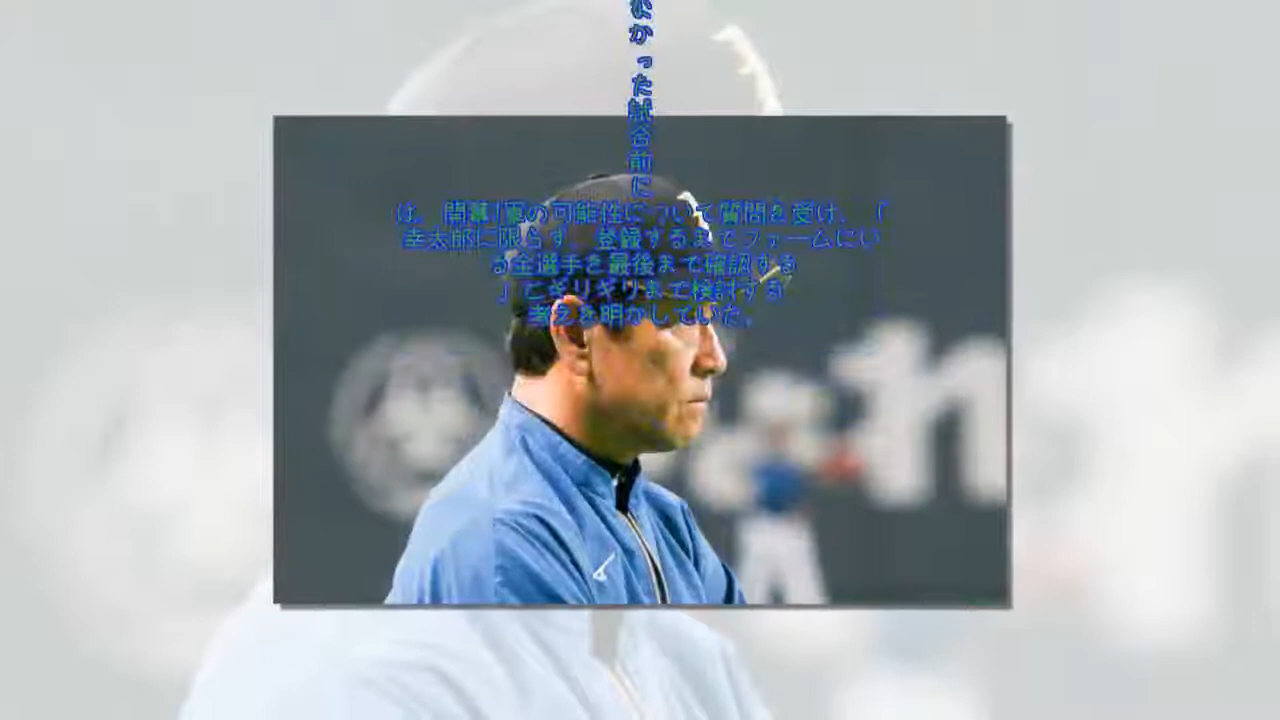 かった試合前に
は、開幕1軍の可能性について質問を受け、「
幸太郎に限らず、登録するまでファームにい
る全選手を最後まで確認する
」とギリギリまで検討する
考えを明かしていた。